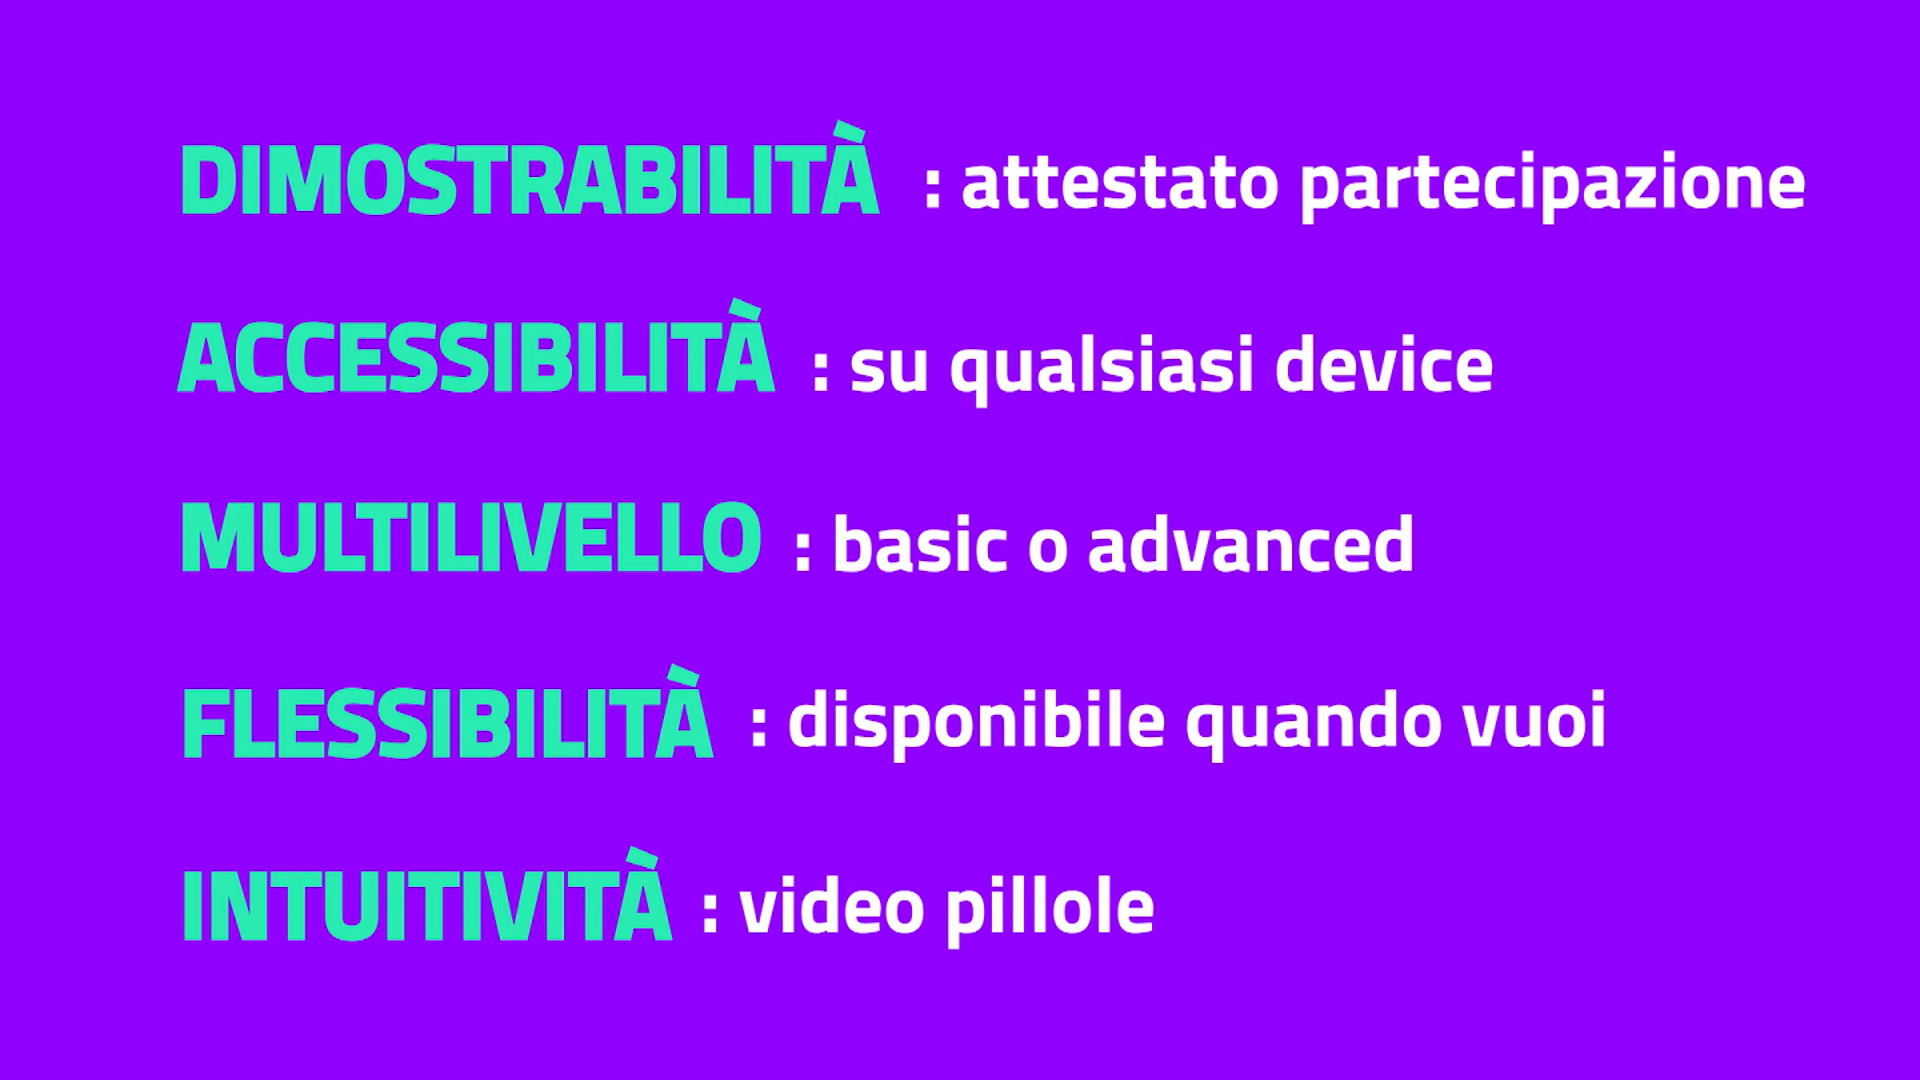 DIMOSTRABILITÀ : attestato partecipazione
ACCESSIBILITÀ : su qualsiasi device
MULTILIVELLO : basic o advanced
FLESSIBILITÀ : disponibile quando vuoi
INTUITIVITÀ : video pillole